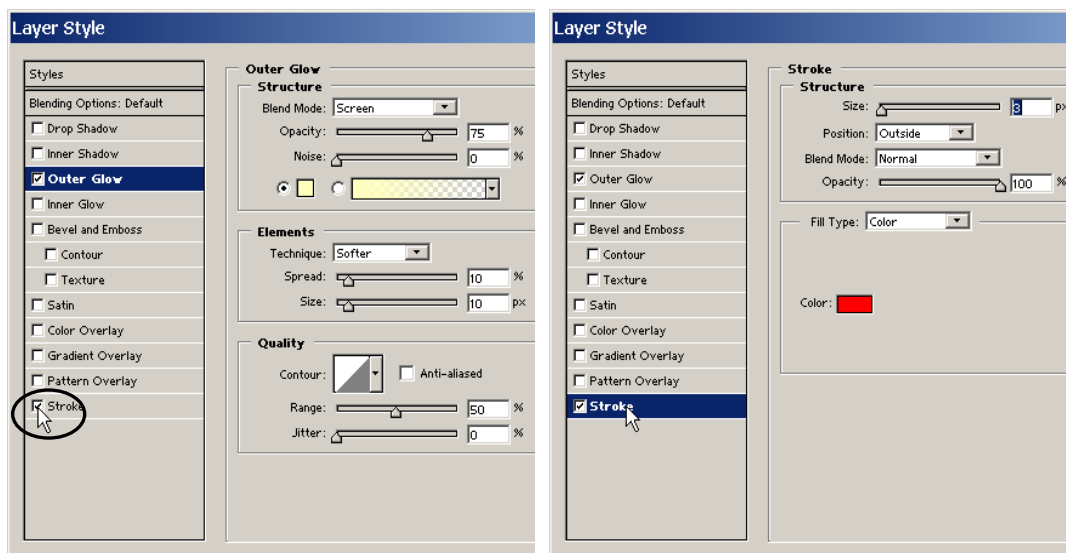 Layer Style
Styles
Blending Options: Default
Drop Shadow
Inner Shadow
Outer Glow
Inner Glow
Bevel and Emboss
Contour
Texture
Satin
Color Overlay
Gradient Overlay
Pattern Overlay
Stroke
Outer Glow
Structure
Blend Mode: Screen
Opacity: 75 %
Noise: 0 %
Elements
Technique: Softer
Spread: 10 %
Size: 10 px
Quality
Contour: Anti-aliased
Range: 50 %
Jitter: 0 %
Layer Style
Styles
Blending Options: Default
Drop Shadow
Inner Shadow
Outer Glow
Inner Glow
Bevel and Emboss
Contour
Texture
Satin
Color Overlay
Gradient Overlay
Pattern Overlay
Stroke
Stroke
Structure
Size: 3 px
Position: Outside
Blend Mode: Normal
Opacity: 100 %
Fill Type: Color
Color: